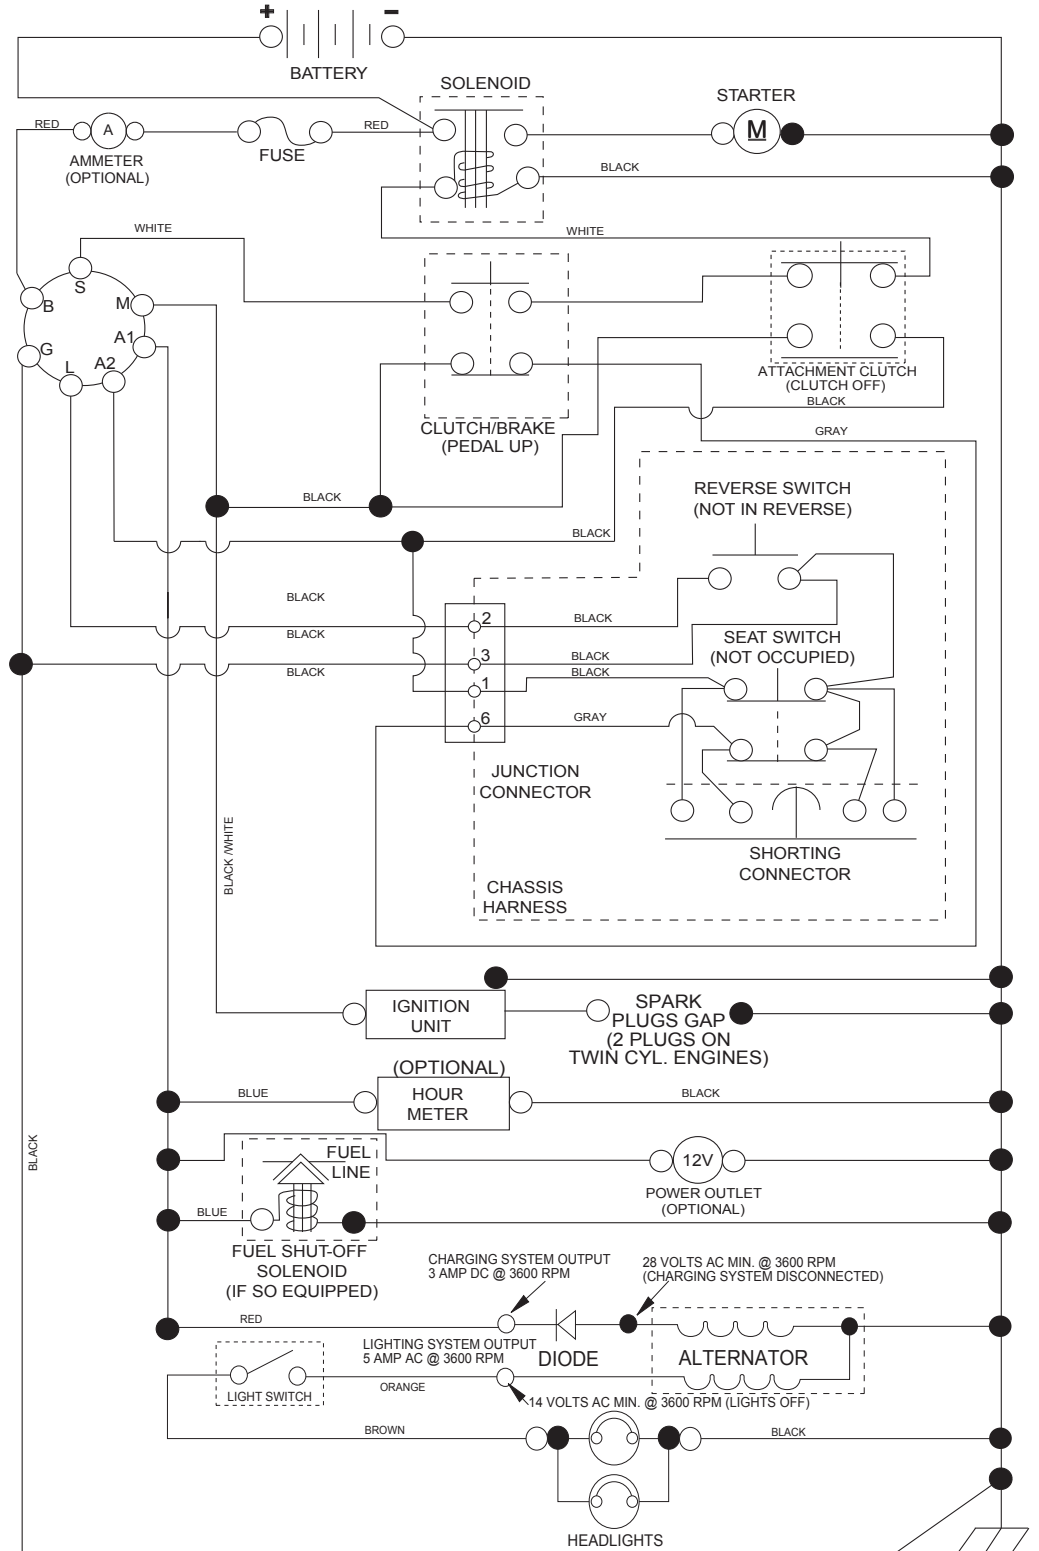 + −
BATTERY
SOLENOID
STARTER
RED
A
RED
M
AMMETER
(OPTIONAL)
FUSE
BLACK
WHITE
WHITE
S
B
M
A1
G
A2
L
ATTACHMENT CLUTCH
(CLUTCH OFF)
BLACK
CLUTCH/BRAKE
(PEDAL UP)
GRAY
REVERSE SWITCH
(NOT IN REVERSE)
BLACK
BLACK
BLACK
2
BLACK
BLACK
SEAT SWITCH
(NOT OCCUPIED)
3
BLACK
BLACK
BLACK
1
6
GRAY
JUNCTION
CONNECTOR
BLACK /WHITE
SHORTING
CONNECTOR
CHASSIS
HARNESS
IGNITION
UNIT
SPARK
PLUGS GAP
(2 PLUGS ON
TWIN CYL. ENGINES)
(OPTIONAL)
HOUR
METER
BLUE
BLACK
BLACK
FUEL
LINE
12V
POWER OUTLET
(OPTIONAL)
BLUE
FUEL SHUT-OFF
SOLENOID
(IF SO EQUIPPED)
CHARGING SYSTEM OUTPUT
3 AMP DC @ 3600 RPM
28 VOLTS AC MIN. @ 3600 RPM
(CHARGING SYSTEM DISCONNECTED)
RED
LIGHTING SYSTEM OUTPUT
5 AMP AC @ 3600 RPM
DIODE
ALTERNATOR
ORANGE
LIGHT SWITCH
14 VOLTS AC MIN. @ 3600 RPM (LIGHTS OFF)
BROWN
BLACK
HEADLIGHTS